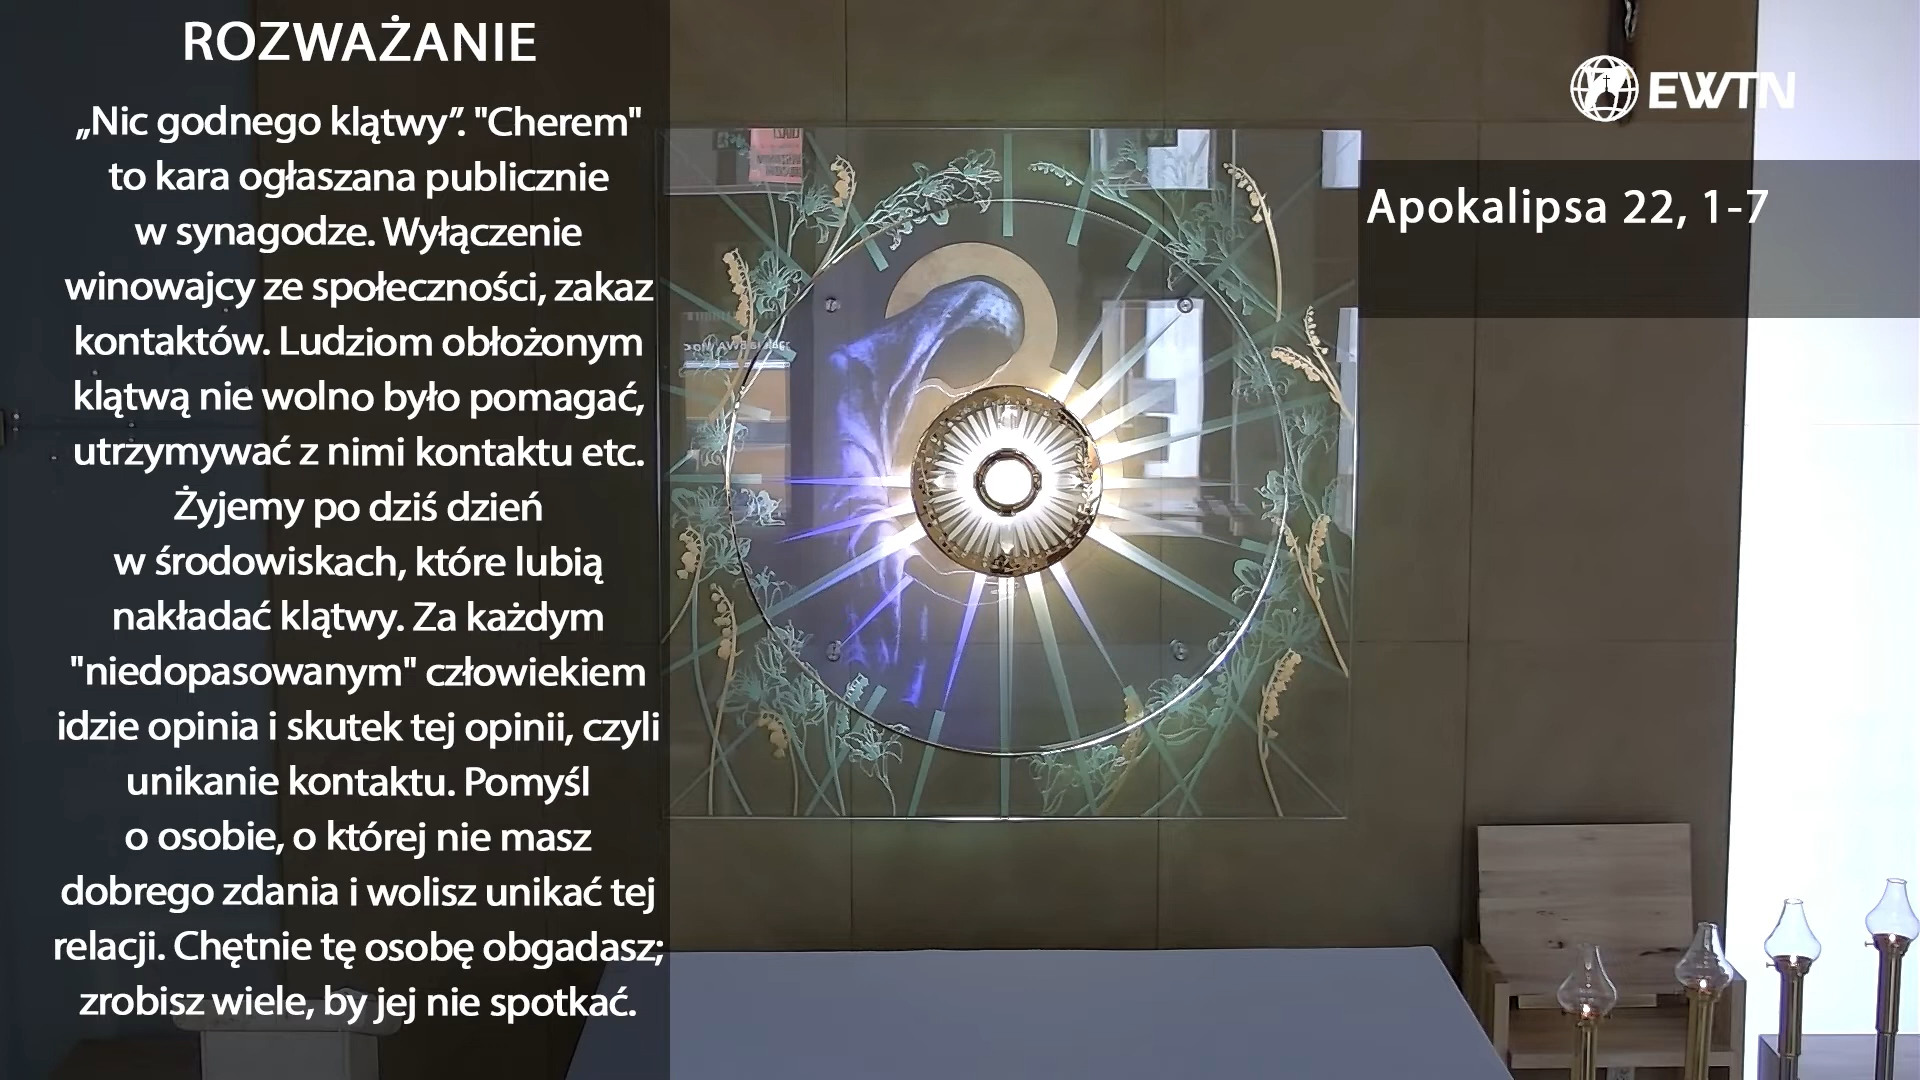 ROZWAŻANIE
„Nic godnego klątwy”. "Cherem"
to kara ogłaszana publicznie
w synagodze. Wyłączenie
winowajcy ze społeczności, zakaz
kontaktów. Ludziom obłożonym
klątwą nie wolno było pomagać,
utrzymywać z nimi kontaktu etc.
Żyjemy po dziś dzień
w środowiskach, które lubią
nakładać klątwy. Za każdym
"niedopasowanym" człowiekiem
idzie opinia i skutek tej opinii, czyli
unikanie kontaktu. Pomyśl
o osobie, o której nie masz
dobrego zdania i wolisz unikać tej
relacji. Chętnie tę osobę obgadasz;
zrobisz wiele, by jej nie spotkać.
EWTN
Apokalipsa 22, 1-7